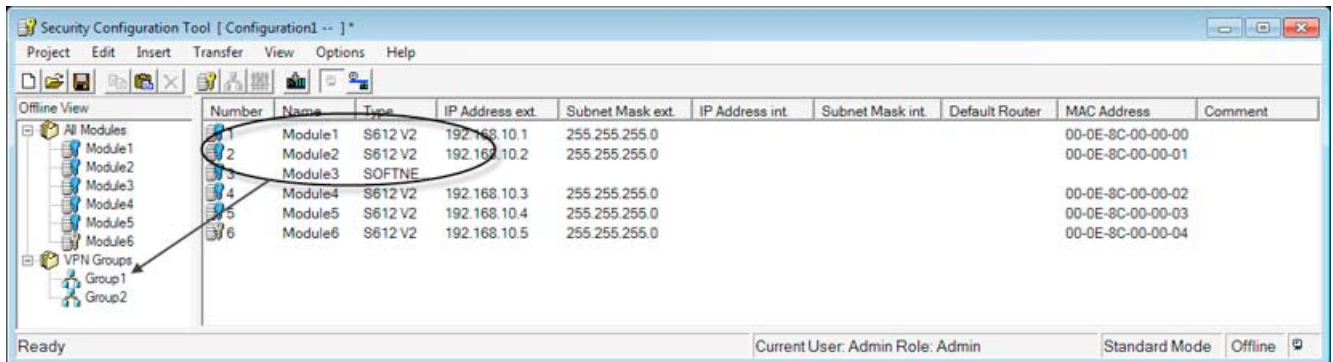 Security Configuration Tool [ Configuration1 -- ] *
Project Edit Insert Transfer View Options Help
Offline View
All Modules
Module1
Module2
Module3
Module4
Module5
Module6
VPN Groups
Group1
Group2
Number Name Type IP Address ext. Subnet Mask ext. IP Address int. Subnet Mask int. Default Router MAC Address Comment
1 Module1 S612 V2 192.168.10.1 255.255.255.0 00-0E-8C-00-00-00
2 Module2 S612 V2 192.168.10.2 255.255.255.0 00-0E-8C-00-00-01
3 Module3 SOFTNE...
4 Module4 S612 V2 192.168.10.3 255.255.255.0 00-0E-8C-00-00-02
5 Module5 S612 V2 192.168.10.4 255.255.255.0 00-0E-8C-00-00-03
6 Module6 S612 V2 192.168.10.5 255.255.255.0 00-0E-8C-00-00-04
Ready Current User: Admin Role: Admin Standard Mode Offline